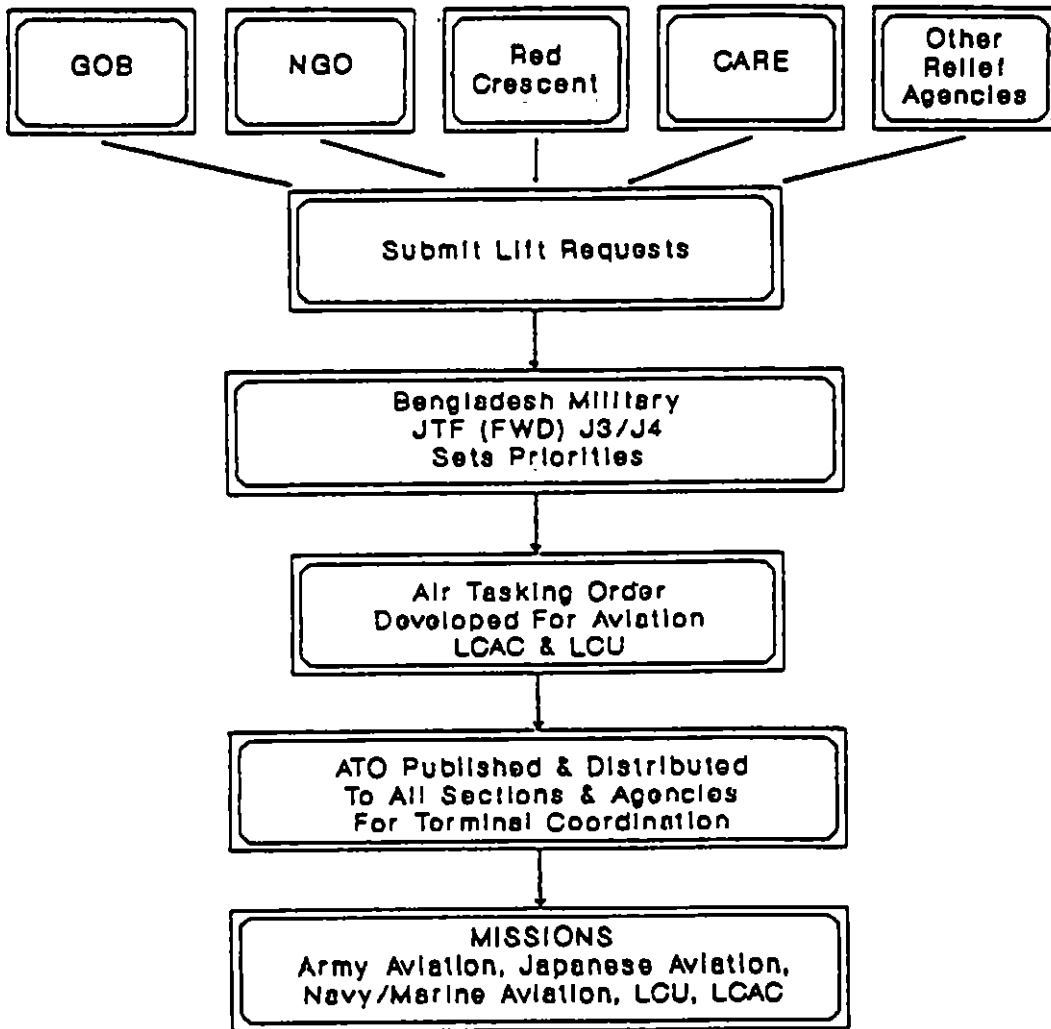 GOB
NGO
Red
Crescent
CARE
Other
Relief
Agencies
Submit Lift Requests
Bengladesh Military
JTF (FWD) J3/J4
Sets Priorities
Air Tasking Order
Developed For Aviation
LCAC & LCU
ATO Published & Distributed
To All Sections & Agencies
For Torminal Coordination
MISSIONS
Army Aviation, Japanese Aviation,
Navy/Marine Aviation, LCU, LCAC